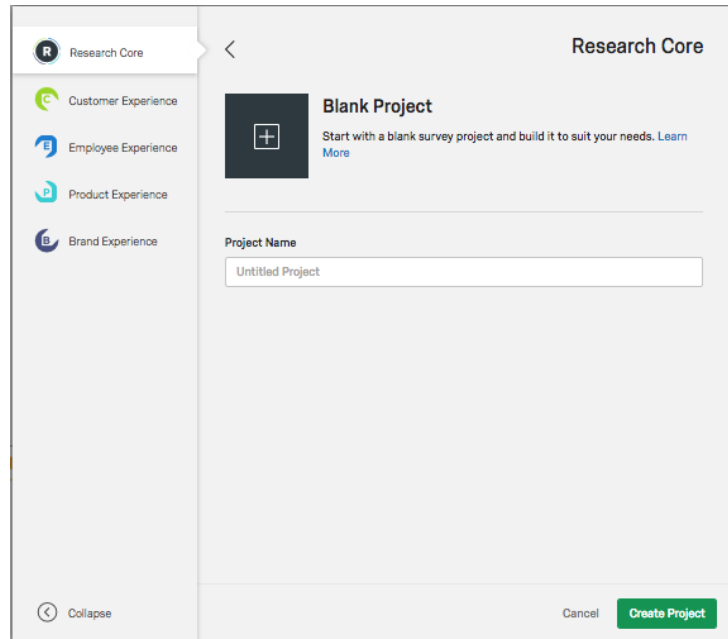 R
Research Core
C
Customer Experience
E
Employee Experience
P
Product Experience
B
Brand Experience
Collapse
Research Core
Blank Project
Start with a blank survey project and build it to suit your needs. Learn
More
Project Name
Untitled Project
Cancel
Create Project